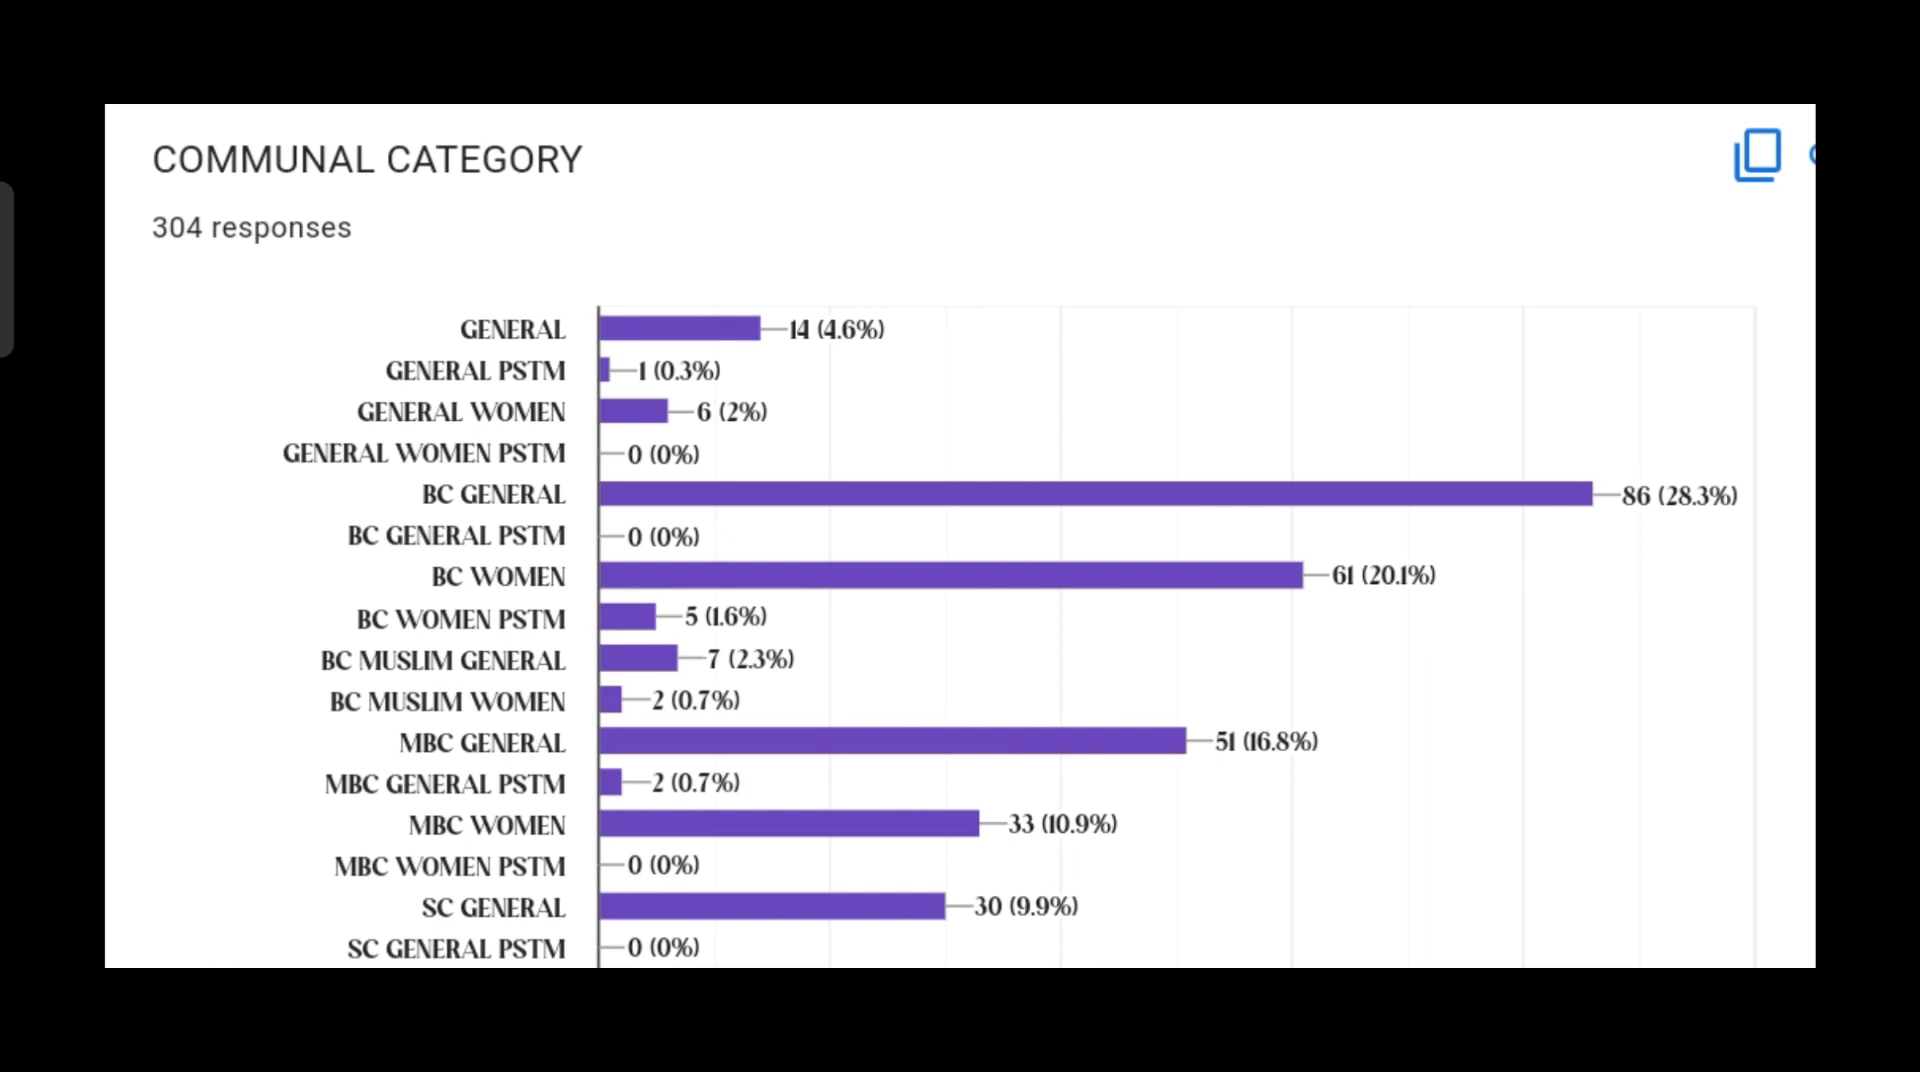 COMMUNAL CATEGORY
304 responses
GENERAL 14 (4.6%)
GENERAL PSTM 1 (0.3%)
GENERAL WOMEN 6 (2%)
GENERAL WOMEN PSTM 0 (0%)
BC GENERAL 86 (28.3%)
BC GENERAL PSTM 0 (0%)
BC WOMEN 61 (20.1%)
BC WOMEN PSTM 5 (1.6%)
BC MUSLIM GENERAL 7 (2.3%)
BC MUSLIM WOMEN 2 (0.7%)
MBC GENERAL 51 (16.8%)
MBC GENERAL PSTM 2 (0.7%)
MBC WOMEN 33 (10.9%)
MBC WOMEN PSTM 0 (0%)
SC GENERAL 30 (9.9%)
SC GENERAL PSTM 0 (0%)